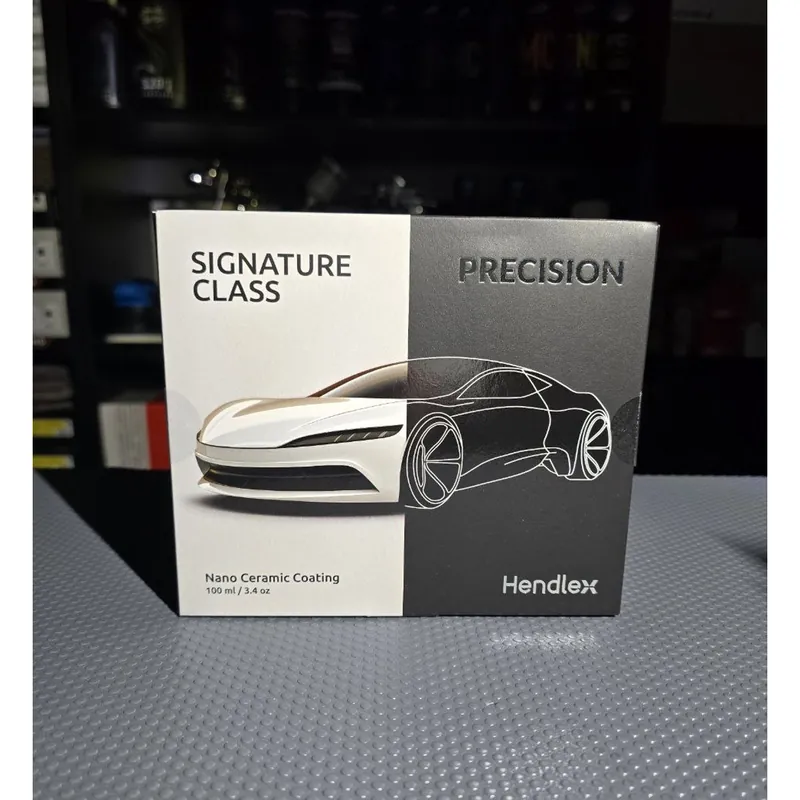 SIGNATURE
CLASS
PRECISION
Nano Ceramic Coating
100 ml / 3.4 oz
Hendlex